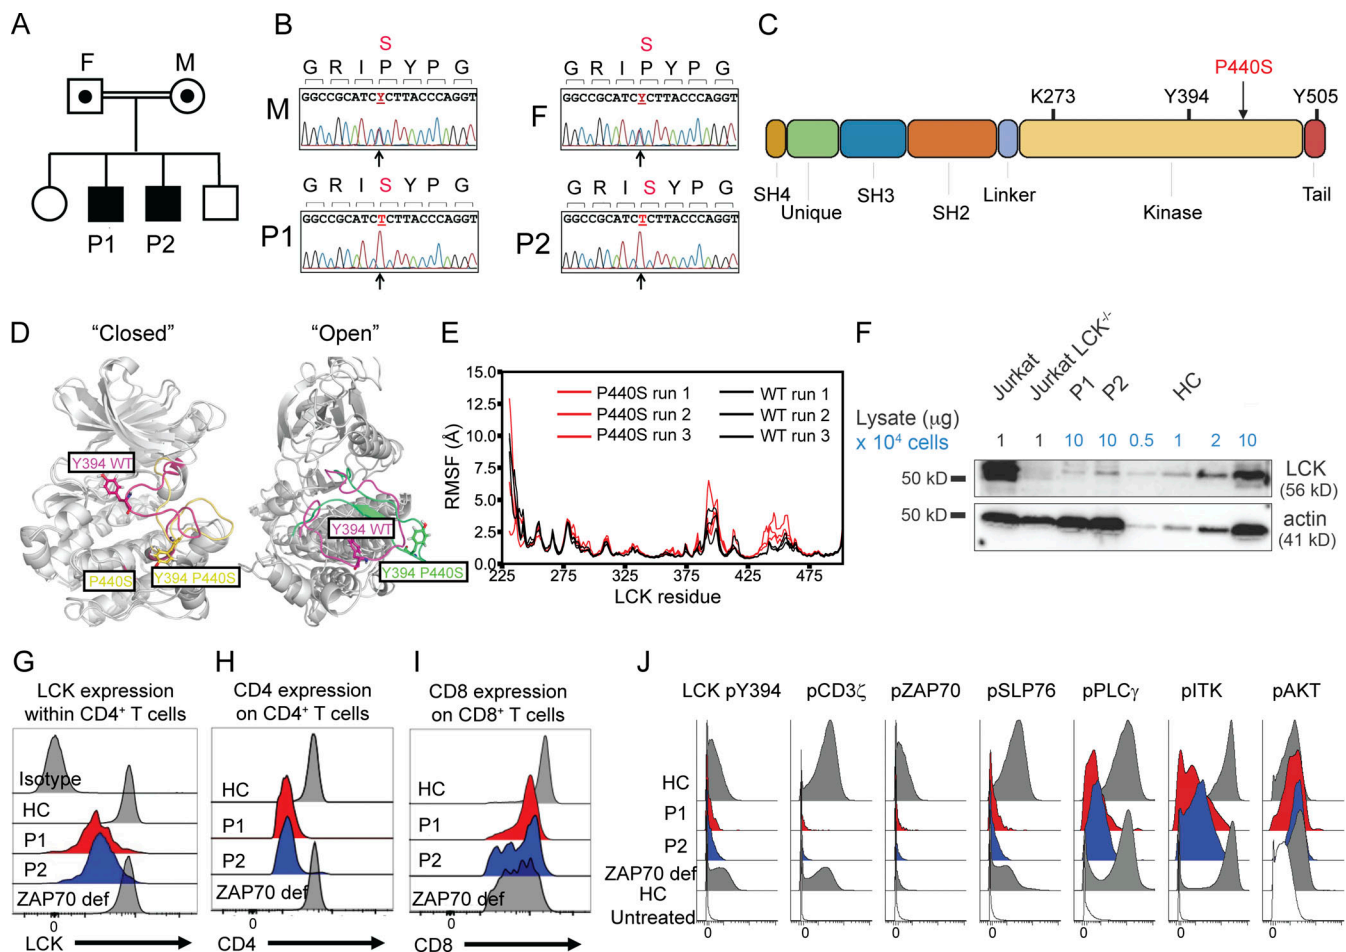 A
F
M
P1
P2
B
S
G R I P Y P G
M
GGCCGCATCYCTTACCCAGGT
S
G R I P Y P G
F
GGCCGCATCYCTTACCCAGGT
G R I S Y P G
P1
GGCCGCATCTCTTACCCAGGT
G R I S Y P G
P2
GGCCGCATCTCTTACCCAGGT
C
P440S
K273
Y394
Y505
SH4
Unique
SH3
SH2
Linker
Kinase
Tail
D
“Closed”
“Open”
Y394 WT
P440S
Y394 P440S
Y394 WT
Y394 P440S
E
RMSF (Å)
15.0
12.5
10.0
7.5
5.0
2.5
0.0
P440S run 1
P440S run 2
P440S run 3
WT run 1
WT run 2
WT run 3
225 275 325 375 425 475
LCK residue
F
Jurkat
Jurkat LCK-/-
P1
P2
HC
Lysate (µg) 1 1
x 10⁴ cells 10 10 0.5 1 2 10
50 kD
LCK
(56 kD)
50 kD
actin
(41 kD)
G
LCK expression
within CD4⁺ T cells
Isotype
HC
P1
P2
ZAP70 def
0
LCK
H
CD4 expression
on CD4⁺ T cells
HC
P1
P2
ZAP70 def
0
CD4
I
CD8 expression
on CD8⁺ T cells
HC
P1
P2
ZAP70 def
0
CD8
J
LCK pY394 pCD3ζ pZAP70 pSLP76 pPLCγ pITK pAKT
HC
P1
P2
ZAP70 def
HC
Untreated
0 0 0 0 0 0 0